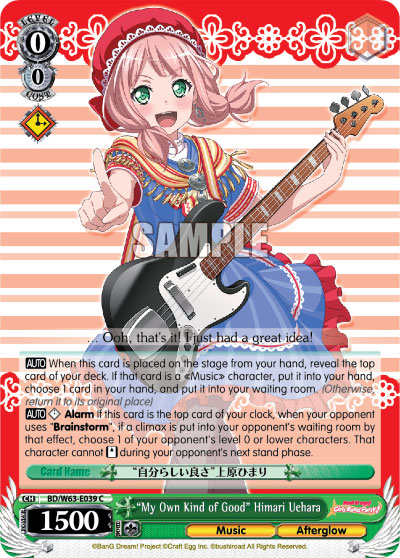 LEVEL
0
0
COST
SAMPLE
… Ooh, that's it! I just had a great idea!
AUTO When this card is placed on the stage from your hand, reveal the top
card of your deck. If that card is a «Music» character, put it into your hand,
choose 1 card in your hand, and put it into your waiting room. (Otherwise,
return it to its original place)
AUTO Alarm If this card is the top card of your clock, when your opponent
uses "Brainstorm", if a climax is put into your opponent's waiting room by
that effect, choose 1 of your opponent's level 0 or lower characters. That
character cannot during your opponent's next stand phase.
Card Name "自分らしい良さ"上原ひまり
CH BD/W63-E039 C
"My Own Kind of Good" Himari Uehara
POWER 1500 SOUL
Music Afterglow
©BanG Dream! Project ©Craft Egg Inc. ©bushiroad All Rights Reserved.